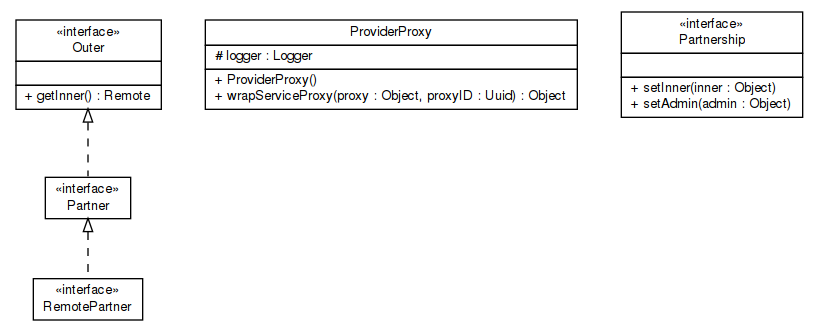 «interface»
Outer
+ getInner() : Remote
ProviderProxy
# logger : Logger
+ ProviderProxy()
+ wrapServiceProxy(proxy : Object, proxyID : Uuid) : Object
«interface»
Partnership
+ setInner(inner : Object)
+ setAdmin(admin : Object)
«interface»
Partner
«interface»
RemotePartner